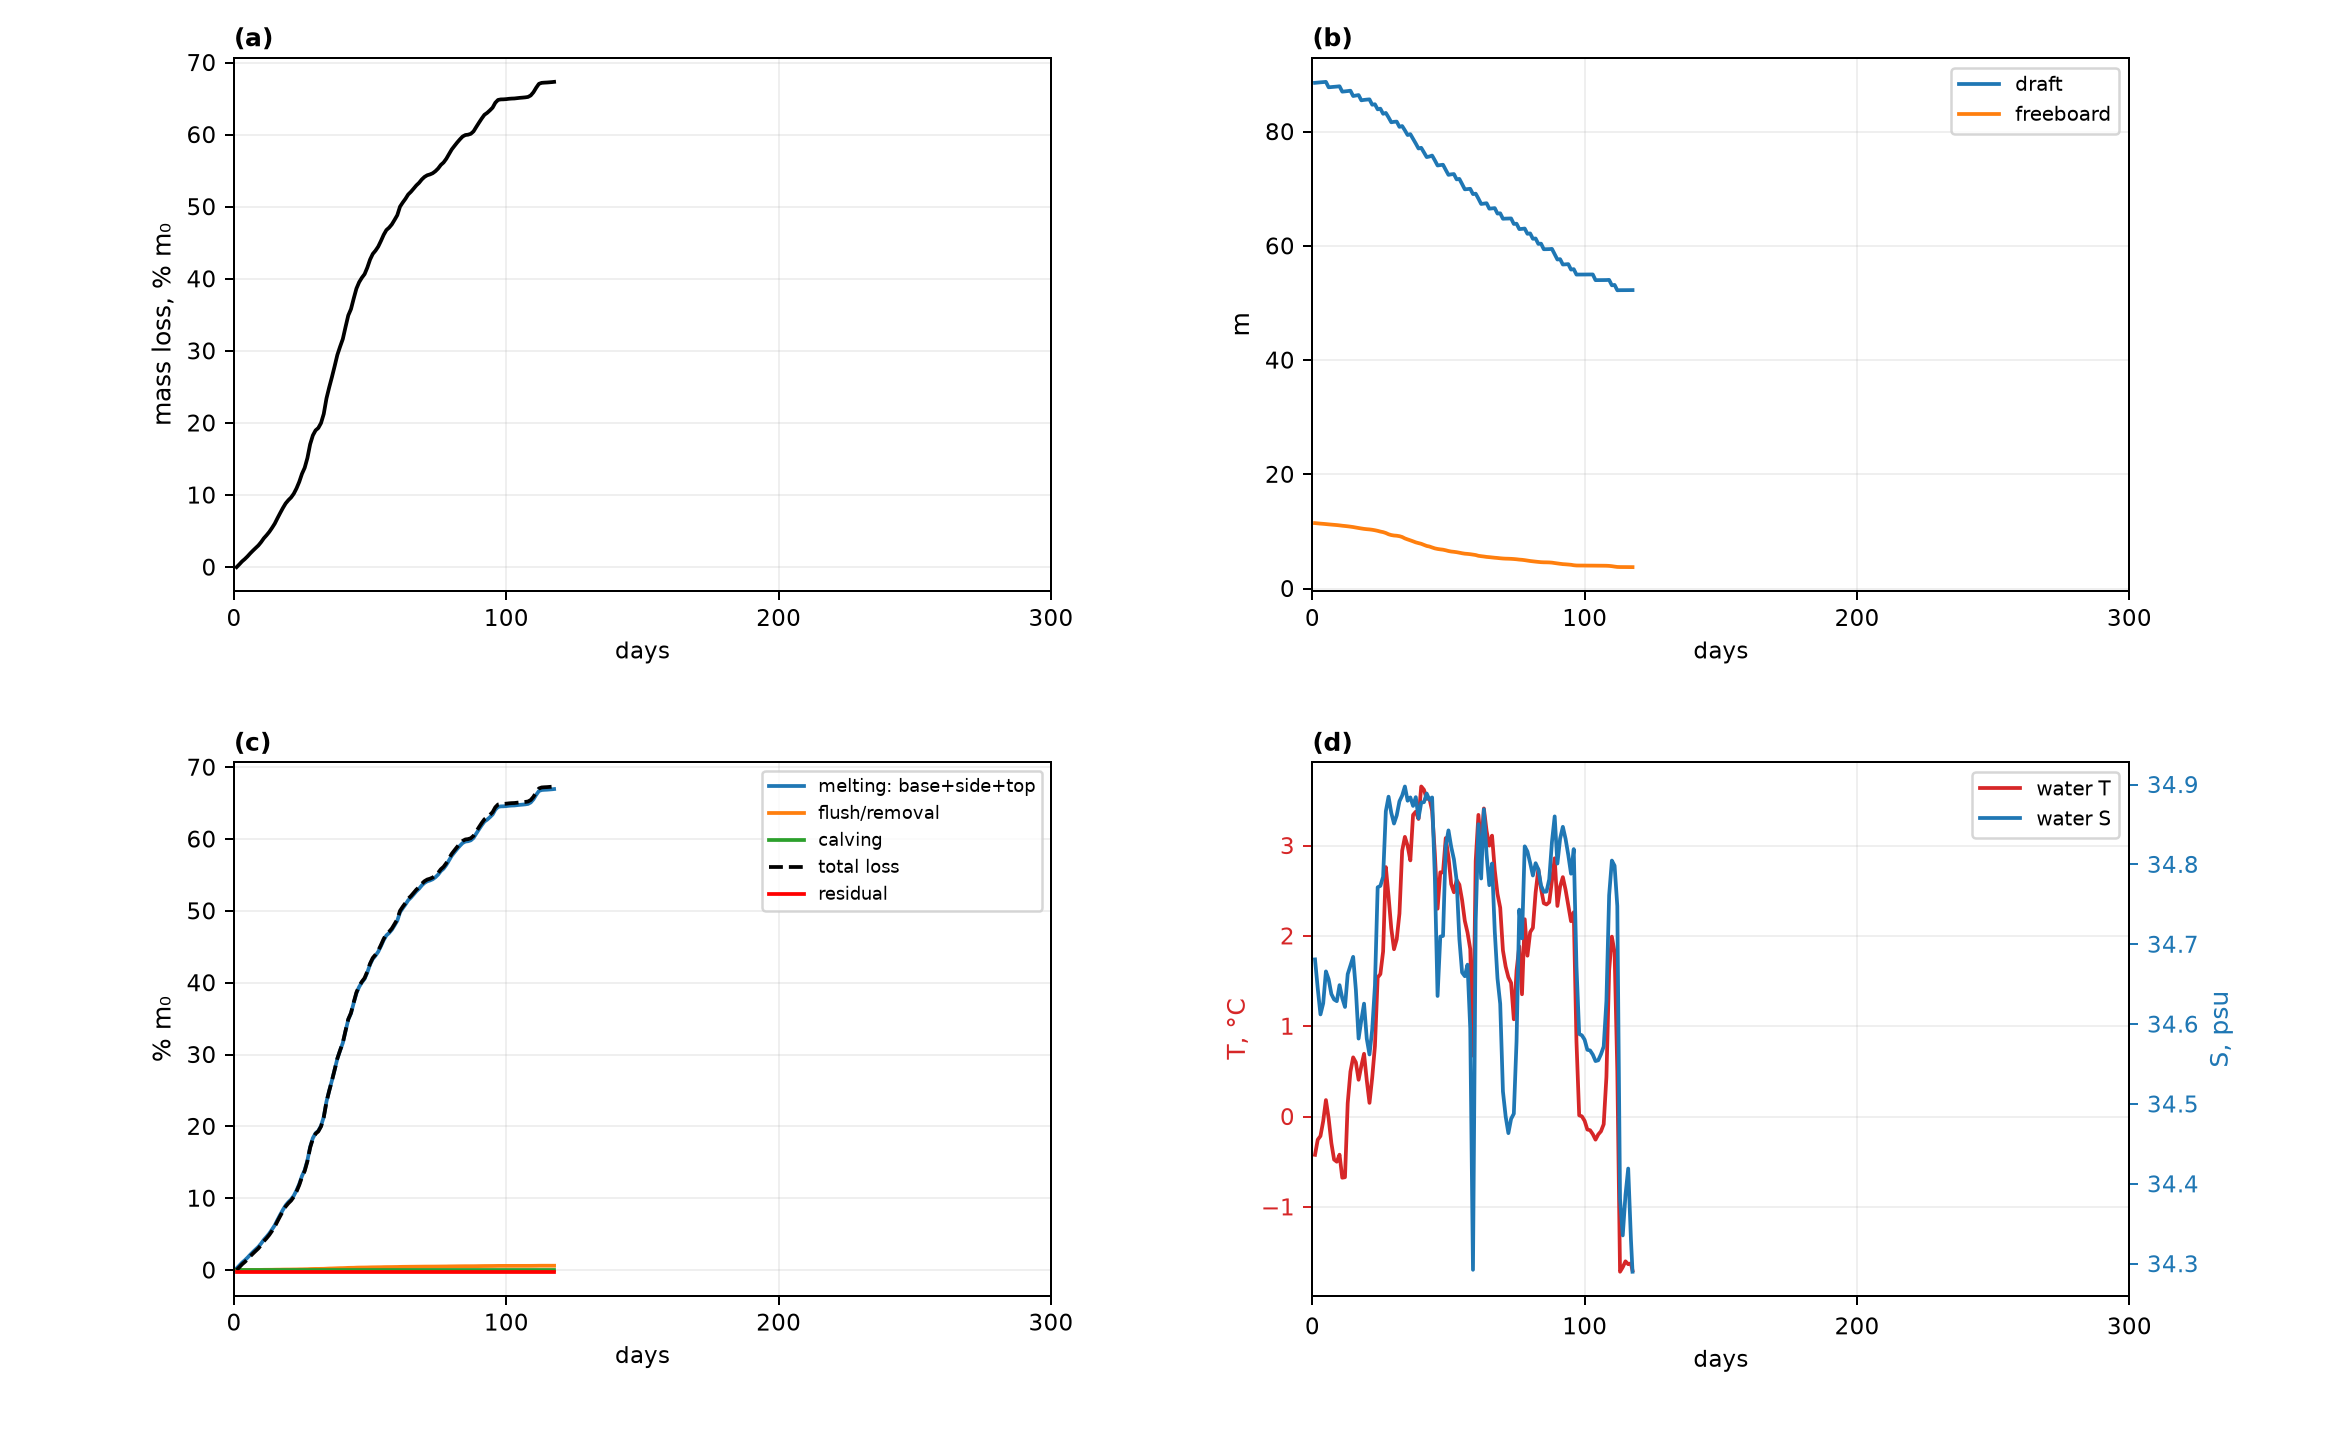 (a)
70
60
50
40
30
20
10
0
mass loss, % m₀
0 100 200 300
days
(b)
draft
freeboard
80
60
40
20
0
m
0 100 200 300
days
(c)
70
60
50
40
30
20
10
0
% m₀
melting: base+side+top
flush/removal
calving
total loss
residual
0 100 200 300
days
(d)
water T
water S
3
2
1
0
−1
T, °C
34.9
34.8
34.7
34.6
34.5
34.4
34.3
S, psu
0 100 200 300
days